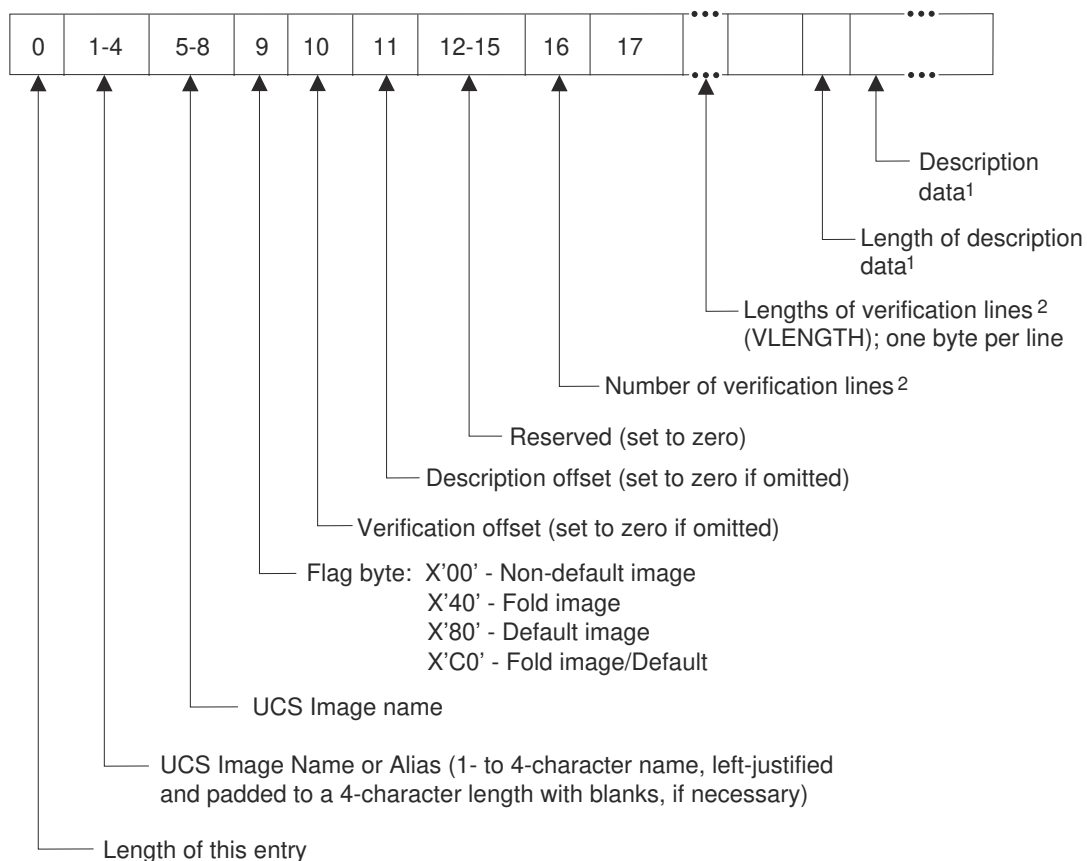 •••
•••
0 1-4 5-8 9 10 11 12-15 16 17
•••
•••
Description
data1
Length of description
data1
Lengths of verification lines 2
(VLENGTH); one byte per line
Number of verification lines 2
Reserved (set to zero)
Description offset (set to zero if omitted)
Verification offset (set to zero if omitted)
Flag byte: X'00' - Non-default image
X'40' - Fold image
X'80' - Default image
X'C0' - Fold image/Default
UCS Image name
UCS Image Name or Alias (1- to 4-character name, left-justified
and padded to a 4-character length with blanks, if necessary)
Length of this entry